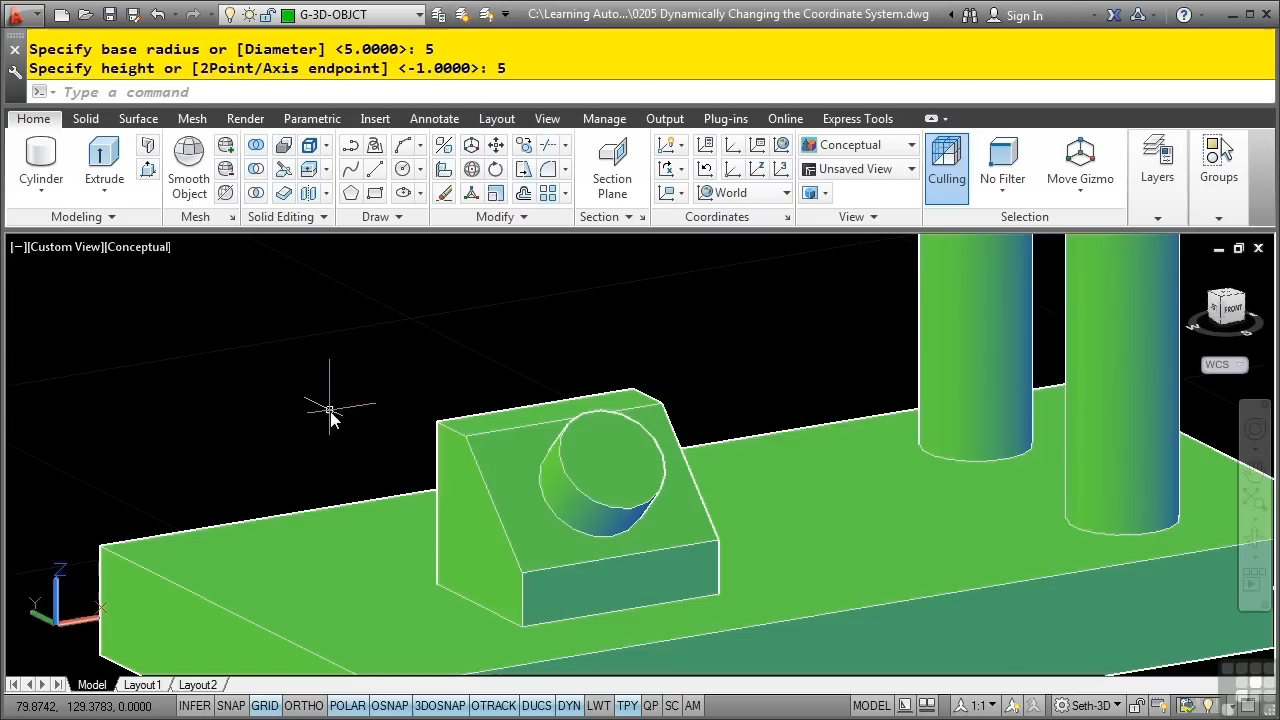 G-3D-OBJCT
C:\Learning Auto...\0205 Dynamically Changing the Coordinate System.dwg
Sign In
Specify base radius or [Diameter] <5.0000>: 5
Specify height or [2Point/Axis endpoint] <-1.0000>: 5
Type a command
Home Solid Surface Mesh Render Parametric Insert Annotate Layout View Manage Output Plug-ins Online Express Tools
Cylinder
Extrude
Smooth
Object
Section
Plane
World
Conceptual
Unsaved View
Culling
No Filter
Move Gizmo
Layers
Groups
Modeling Mesh Solid Editing Draw Modify Section Coordinates View Selection
[−][Custom View][Conceptual]
FRONT
W
WCS
Z
Y
X
Model Layout1 Layout2
79.8742, 129.3783, 0.0000 INFER SNAP GRID ORTHO POLAR OSNAP 3DOSNAP OTRACK DUCS DYN LWT TPY QP SC AM MODEL 1:1 Seth-3D